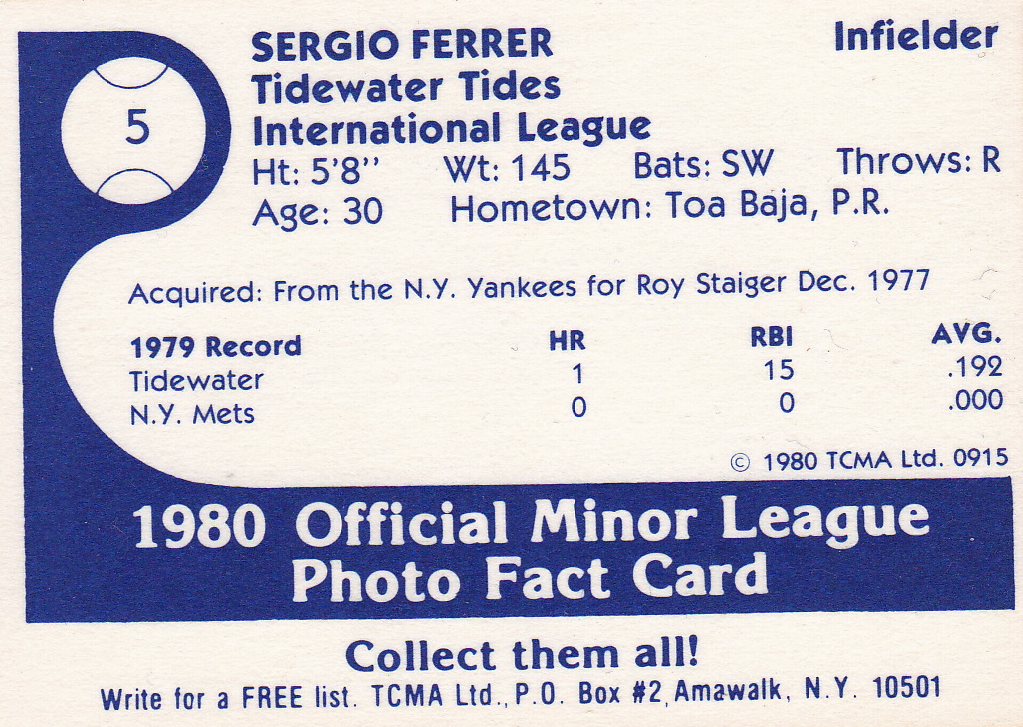 5
SERGIO FERRER Infielder
Tidewater Tides
International League
Ht: 5'8'' Wt: 145 Bats: SW Throws: R
Age: 30 Hometown: Toa Baja, P.R.
Acquired: From the N.Y. Yankees for Roy Staiger Dec. 1977
1979 Record HR RBI AVG.
Tidewater 1 15 .192
N.Y. Mets 0 0 .000
© 1980 TCMA Ltd. 0915
1980 Official Minor League
Photo Fact Card
Collect them all!
Write for a FREE list. TCMA Ltd., P.O. Box #2, Amawalk, N.Y. 10501